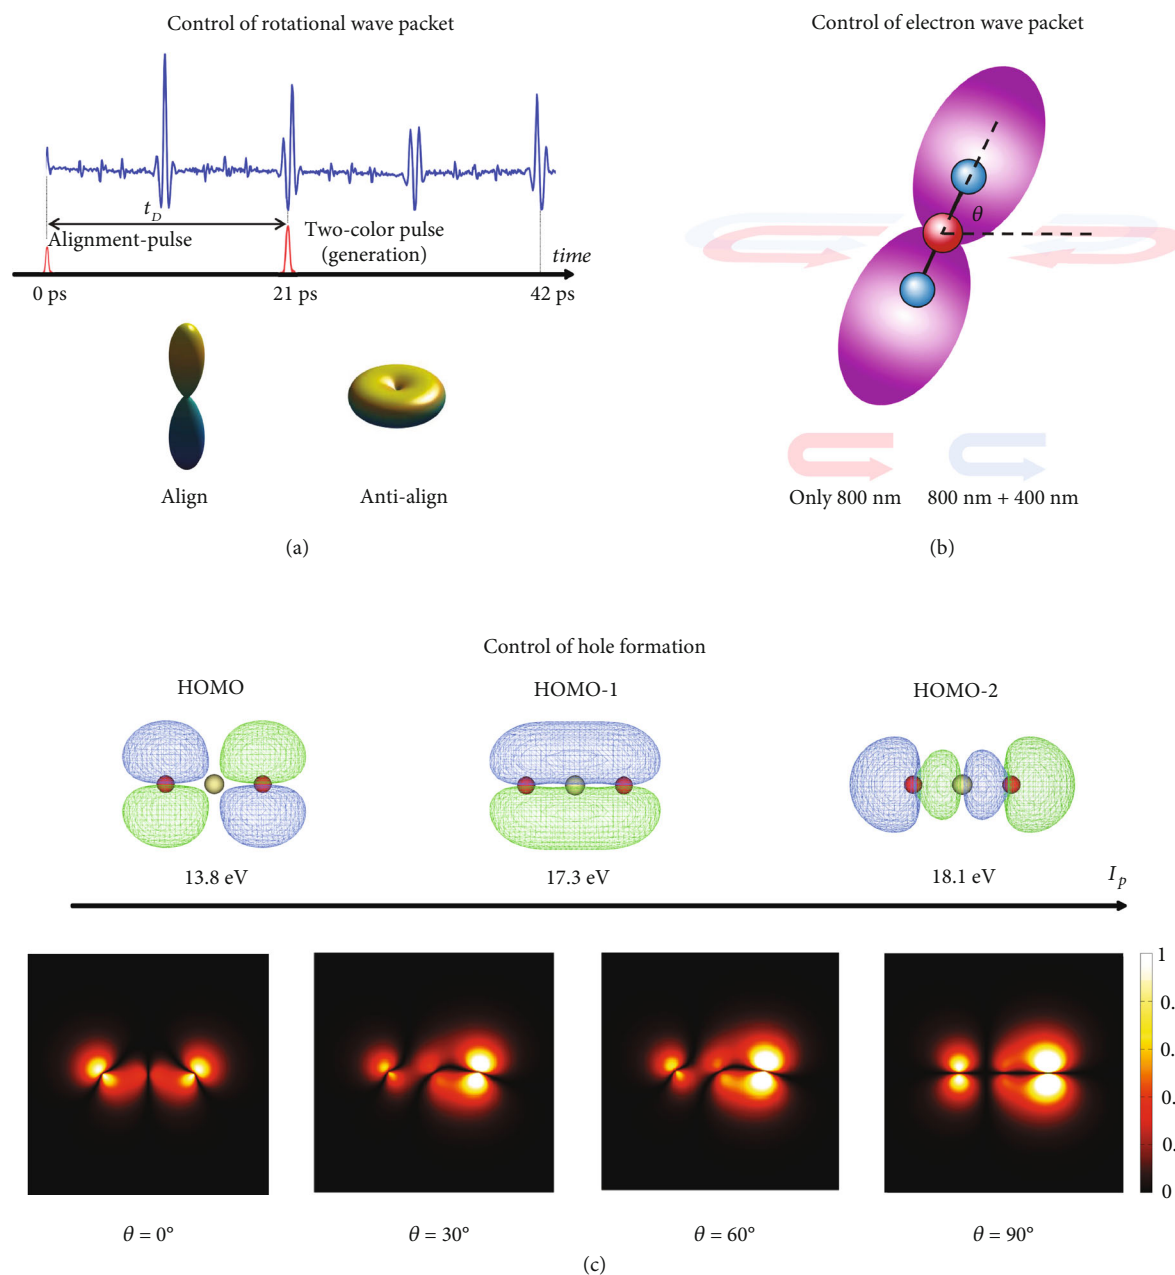 Control of rotational wave packet
t_D
Alignment-pulse
Two-color pulse
(generation)
time
0 ps
21 ps
42 ps
Align
Anti-align
(a)
Control of electron wave packet
θ
Only 800 nm
800 nm + 400 nm
(b)
Control of hole formation
HOMO
HOMO-1
HOMO-2
13.8 eV
17.3 eV
18.1 eV
I_p
1
0.
0.
0.
0.
0
θ = 0°
θ = 30°
θ = 60°
θ = 90°
(c)